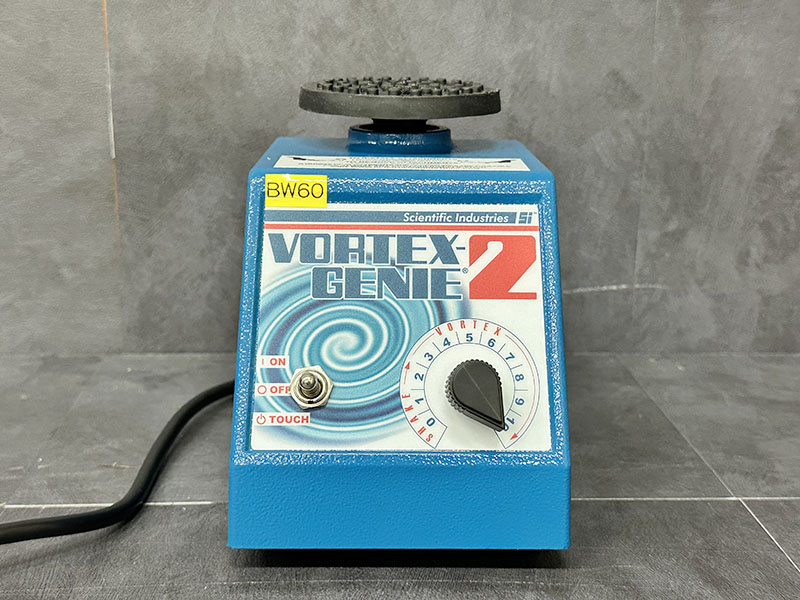 BW60
Scientific Industries Si
VORTEX-
GENIE® 2
VORTEX
SHAKE 0 1 2 3 4 5 6 7 8 9 10
I ON
O OFF
TOUCH